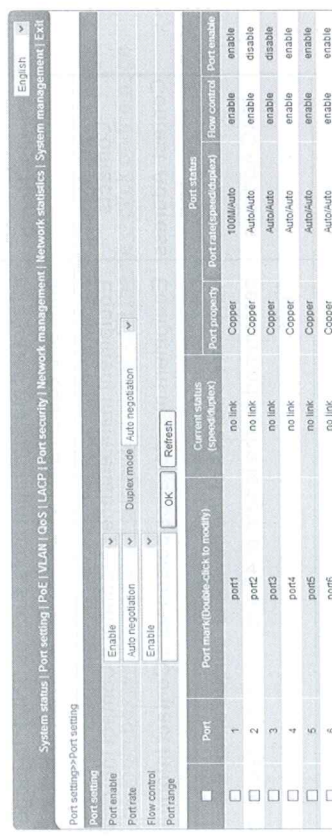 English
System status | Port setting | PoE | VLAN | QoS | LACP | Port security | Network management | Network statistics | System management | Exit
Port setting>>Port setting
Port setting
Port enable Enable
Port rate Auto negotiation Duplex mode Auto negotiation
Flow control Enable
Port range OK Refresh
Port Port mark(Double-click to modify) Current status (speed/duplex) Port status
Port property Port rate(speed/duplex) Flow control Port enable
1 port1 no link Copper 100M/Auto enable enable
2 port2 no link Copper Auto/Auto enable disable
3 port3 no link Copper Auto/Auto enable disable
4 port4 no link Copper Auto/Auto enable enable
5 port5 no link Copper Auto/Auto enable enable
6 port6 no link Copper Auto/Auto enable enable